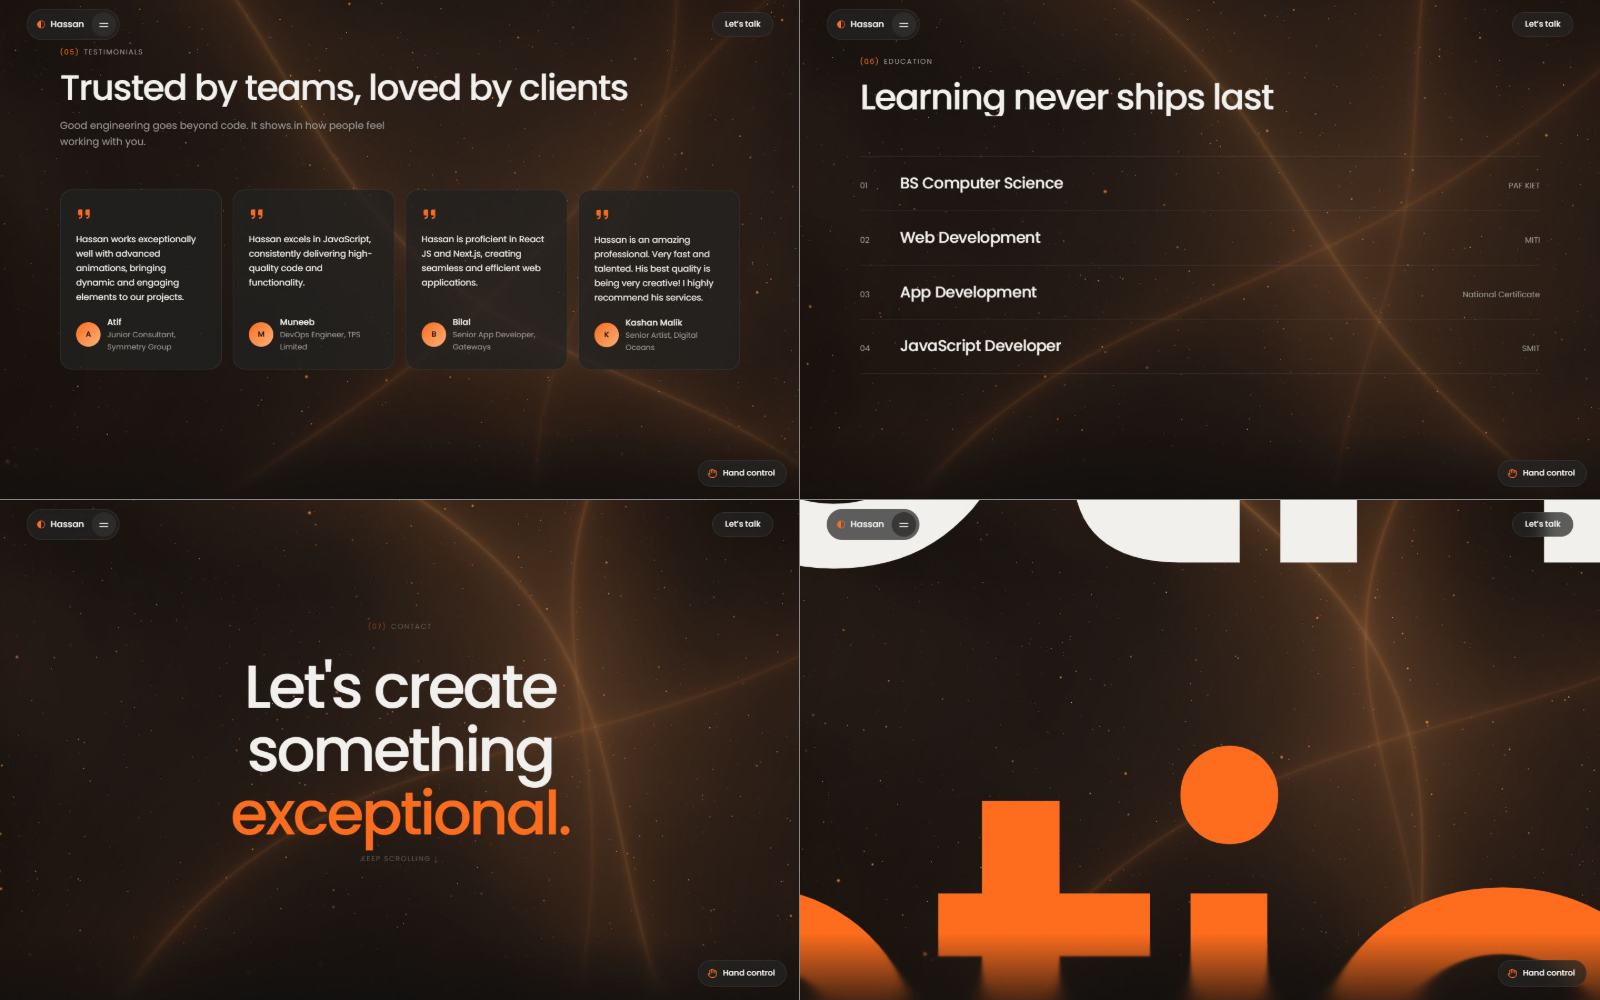 Hassan
Let's talk
(05) TESTIMONIALS
Trusted by teams, loved by clients
Good engineering goes beyond code. It shows in how people feel
working with you.
Hassan works exceptionally
well with advanced
animations, bringing
dynamic and engaging
elements to our projects.
A
Atif
Junior Consultant,
Symmetry Group
Hassan excels in JavaScript,
consistently delivering high-
quality code and
functionality.
M
Muneeb
DevOps Engineer, TPS
Limited
Hassan is proficient in React
JS and Next.js, creating
seamless and efficient web
applications.
B
Bilal
Senior App Developer,
Gateways
Hassan is an amazing
professional. Very fast and
talented. His best quality is
being very creative! I highly
recommend his services.
K
Kashan Malik
Senior Artist, Digital
Oceans
Hand control
Hassan
Let's talk
(06) EDUCATION
Learning never ships last
01 BS Computer Science PAF KIET
02 Web Development MITI
03 App Development National Certificate
04 JavaScript Developer SMIT
Hand control
Hassan
Let's talk
(07) CONTACT
Let's create
something
exceptional.
KEEP SCROLLING ↓
Hand control
Hassan
Let's talk
tio
Hand control